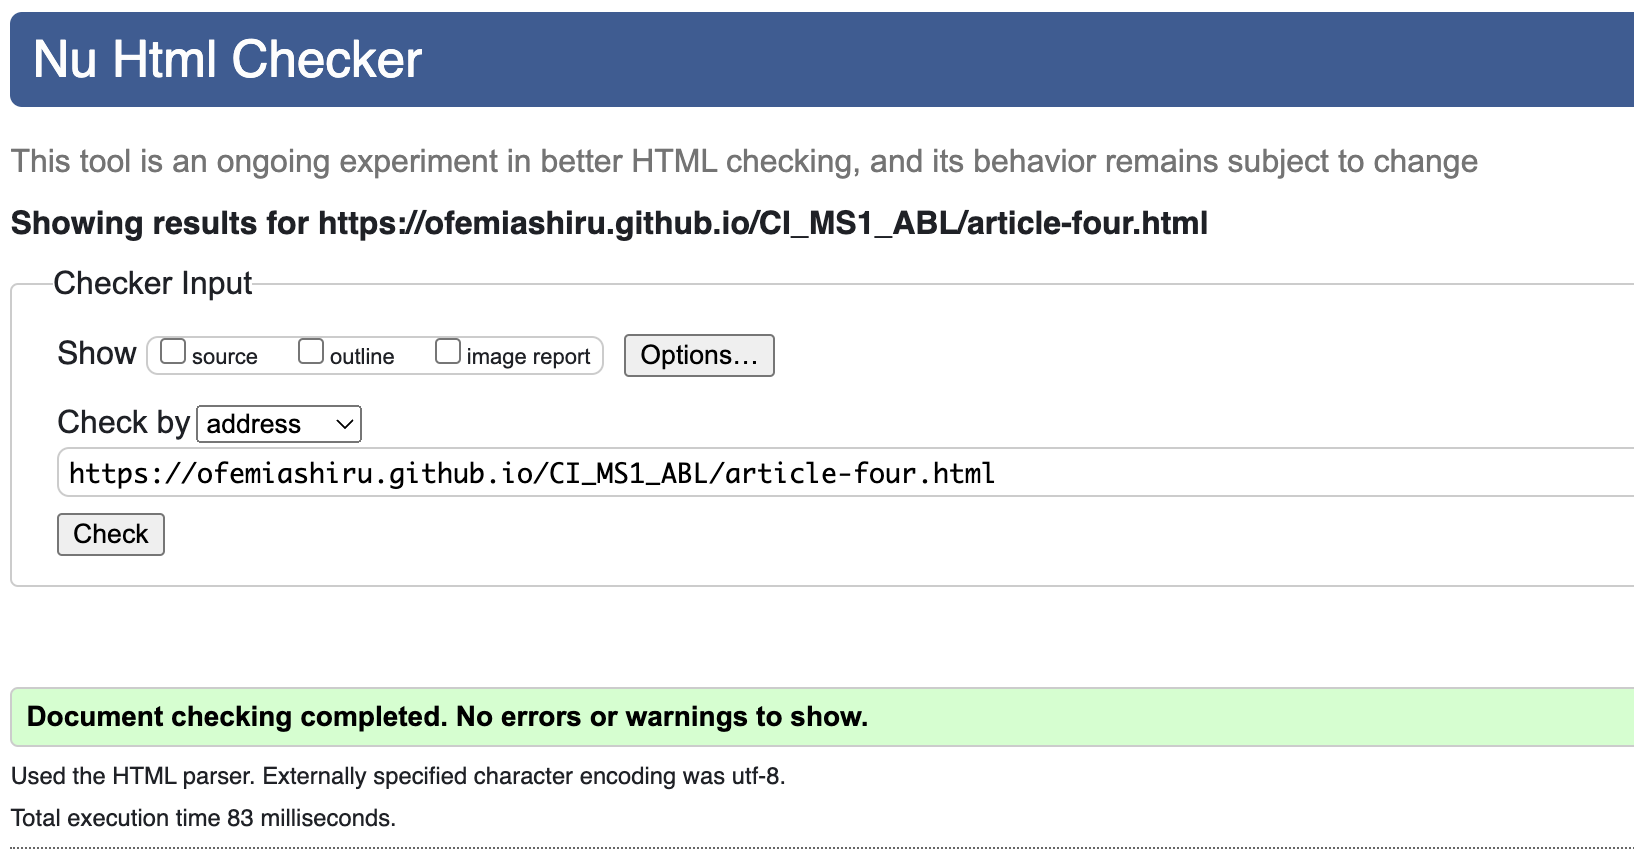 Nu Html Checker
This tool is an ongoing experiment in better HTML checking, and its behavior remains subject to change
Showing results for https://ofemiashiru.github.io/CI_MS1_ABL/article-four.html
Checker Input
Show source outline image report Options...
Check by address
https://ofemiashiru.github.io/CI_MS1_ABL/article-four.html
Check
Document checking completed. No errors or warnings to show.
Used the HTML parser. Externally specified character encoding was utf-8.
Total execution time 83 milliseconds.